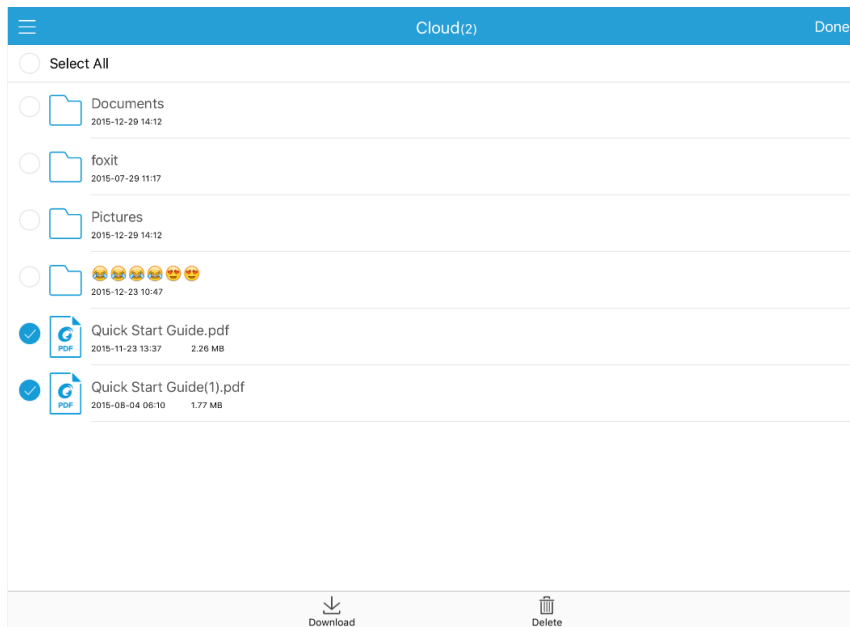 Cloud(2)
Done
Select All
Documents
2015-12-29 14:12
foxit
2015-07-29 11:17
Pictures
2015-12-29 14:12
😂😂😂😂😍😍
2015-12-23 10:47
Quick Start Guide.pdf
PDF
2015-11-23 13:37 2.26 MB
Quick Start Guide(1).pdf
PDF
2015-08-04 06:10 1.77 MB
Download
Delete